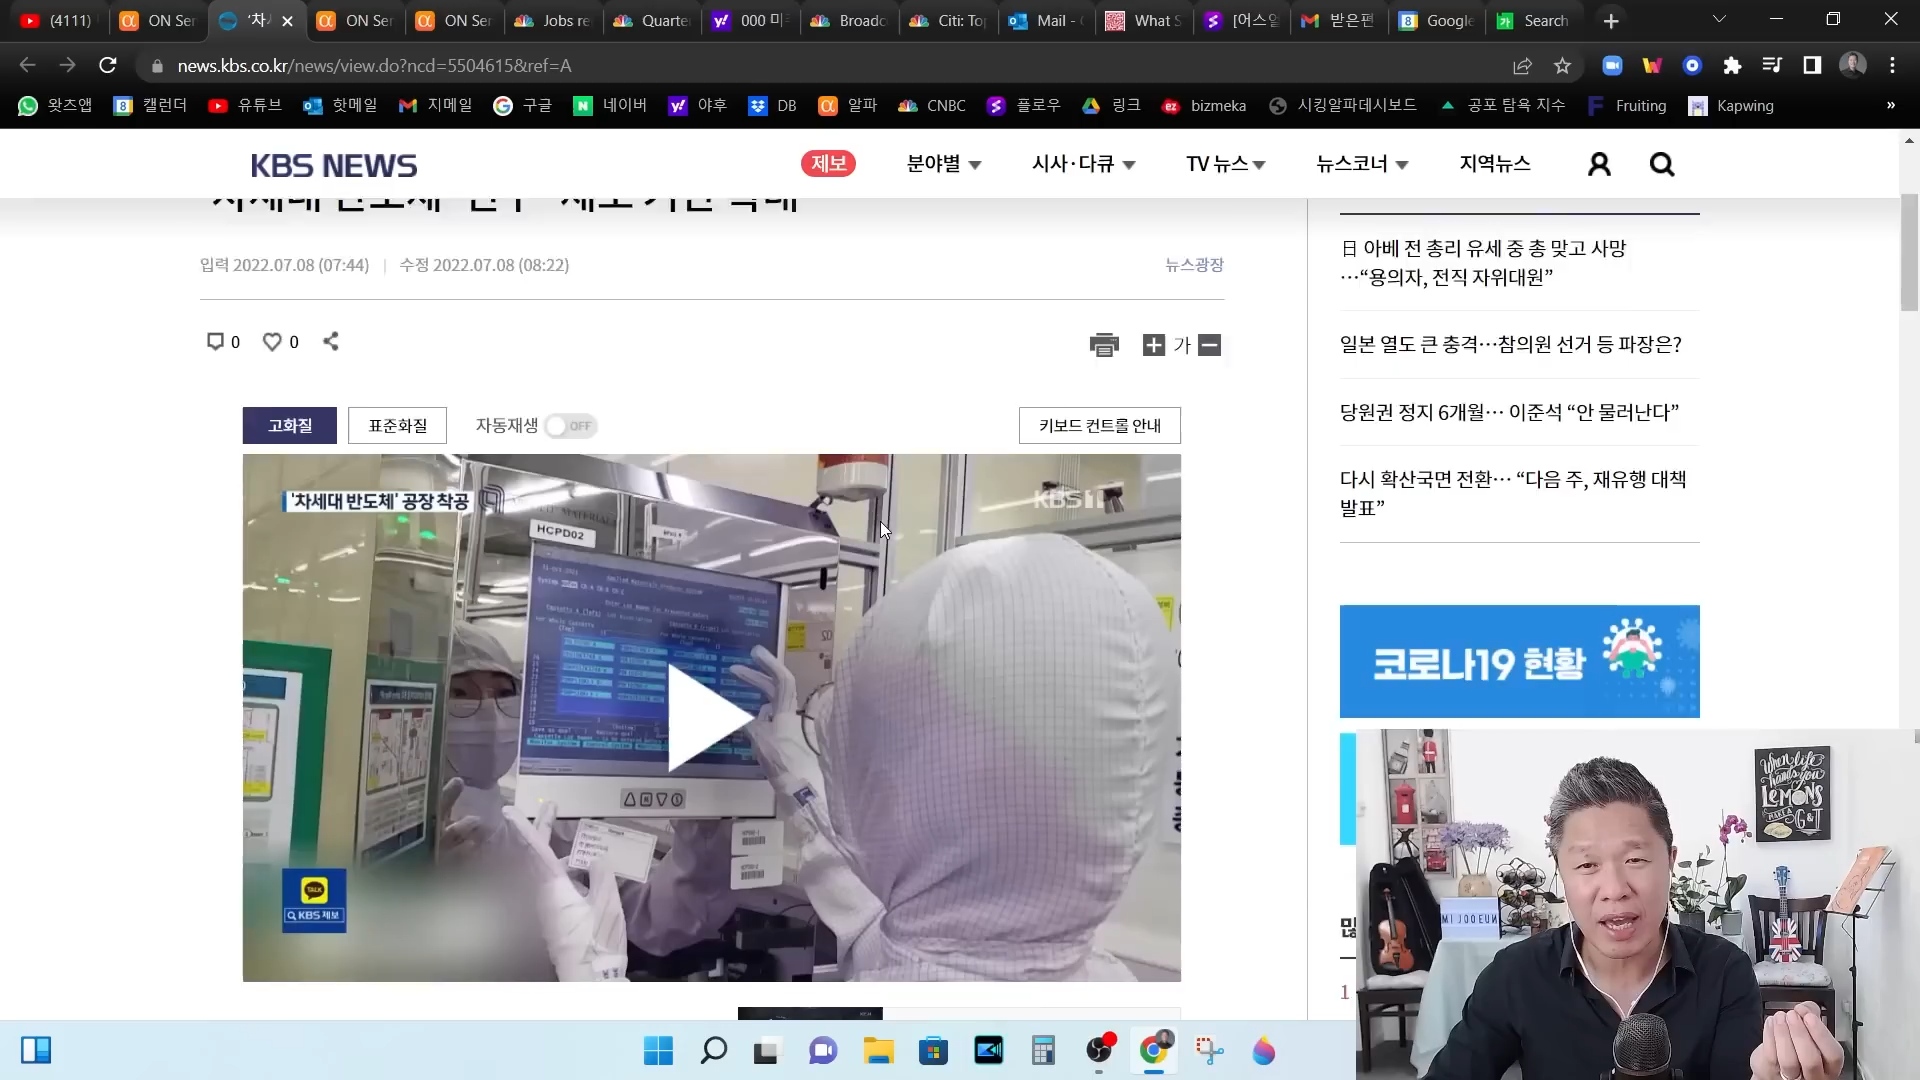 (4111)
ON Ser
'차
ON Ser
ON Ser
Jobs re
Quarte
000 미
Broadc
Citi: To
Mail -
What S
[어스얼
받은편
Google
Search
news.kbs.co.kr/news/view.do?ncd=5504615&ref=A
왓츠앱
캘런더
유튜브
핫메일
지메일
구글
네이버
야후
DB
알파
CNBC
플로우
링크
bizmeka
시킹알파데시보드
공포 탐욕 지수
Fruiting
Kapwing
»
KBS NEWS
제보
분야별
시사·다큐
TV 뉴스
뉴스코너
지역뉴스
입력 2022.07.08 (07:44) | 수정 2022.07.08 (08:22)
뉴스광장
0
0
가
고화질
표준화질
자동재생
OFF
키보드 컨트롤 안내
'차세대 반도체' 공장 착공
KBS 1
HCPD02
TALK
KBS 제보
日 아베 전 총리 유세 중 총 맞고 사망
…“용의자, 전직 자위대원”
일본 열도 큰 충격…참의원 선거 등 파장은?
당원권 정지 6개월… 이준석 “안 물러난다”
다시 확산국면 전환… “다음 주, 재유행 대책
발표”
코로나19 현황
1
When life
hands you
LEMONS
MAKE A
G&T
MI JOOEUN